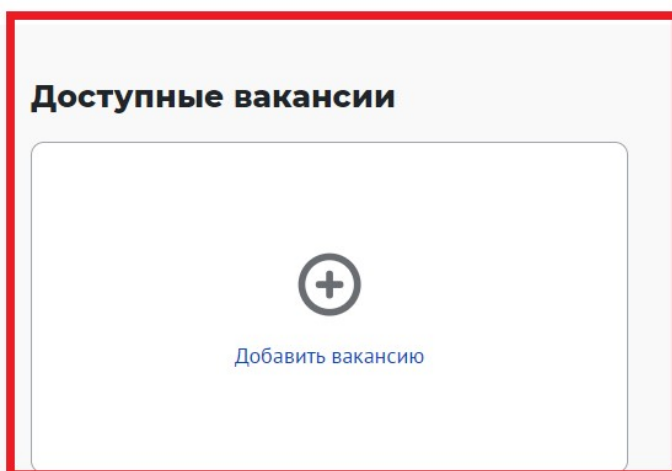 Доступные вакансии
Добавить вакансию